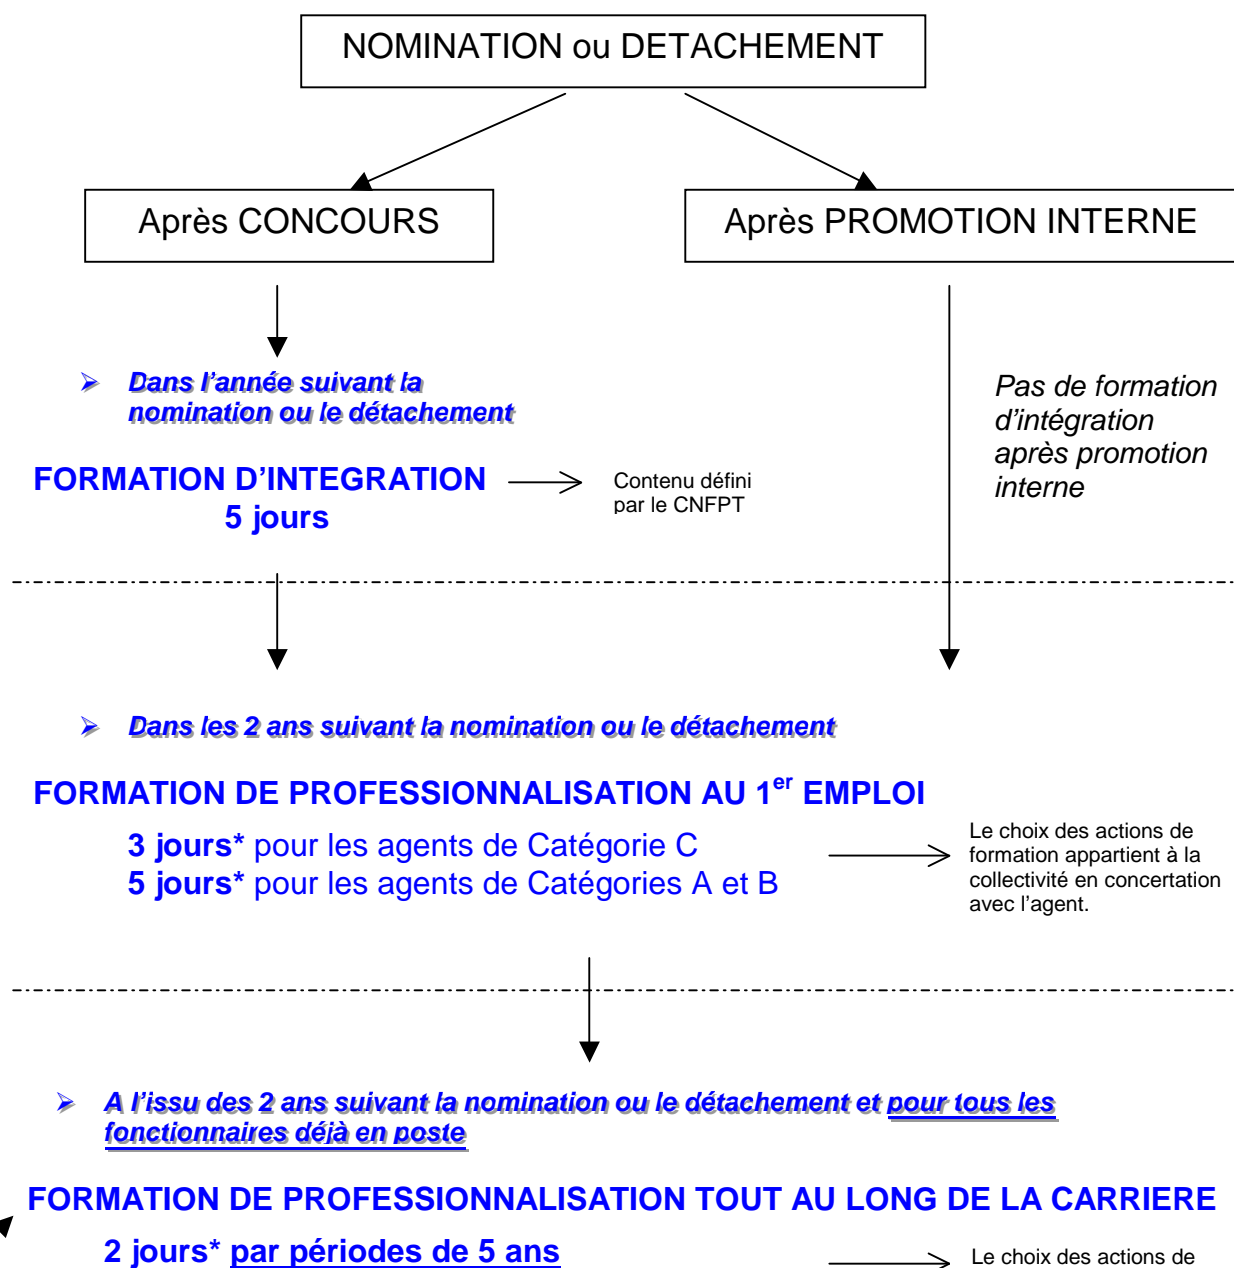 NOMINATION ou DETACHEMENT
Après CONCOURS
Après PROMOTION INTERNE
➢ Dans l’année suivant la
nomination ou le détachement
Pas de formation
d’intégration
après promotion
interne
FORMATION D’INTEGRATION
5 jours
Contenu défini
par le CNFPT
➢ Dans les 2 ans suivant la nomination ou le détachement
FORMATION DE PROFESSIONNALISATION AU 1er EMPLOI
3 jours* pour les agents de Catégorie C
5 jours* pour les agents de Catégories A et B
Le choix des actions de
formation appartient à la
collectivité en concertation
avec l’agent.
➢ A l’issu des 2 ans suivant la nomination ou le détachement et pour tous les
fonctionnaires déjà en poste
FORMATION DE PROFESSIONNALISATION TOUT AU LONG DE LA CARRIERE
2 jours* par périodes de 5 ans
Le choix des actions de